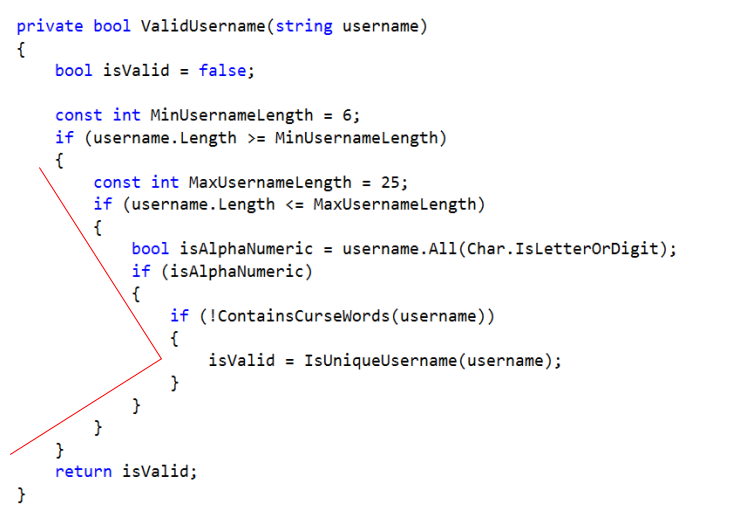 private bool ValidUsername(string username)
{
    bool isValid = false;

    const int MinUsernameLength = 6;
    if (username.Length >= MinUsernameLength)
    {
        const int MaxUsernameLength = 25;
        if (username.Length <= MaxUsernameLength)
        {
            bool isAlphaNumeric = username.All(Char.IsLetterOrDigit);
            if (isAlphaNumeric)
            {
                if (!ContainsCurseWords(username))
                {
                    isValid = IsUniqueUsername(username);
                }
            }
        }
    }
    return isValid;
}